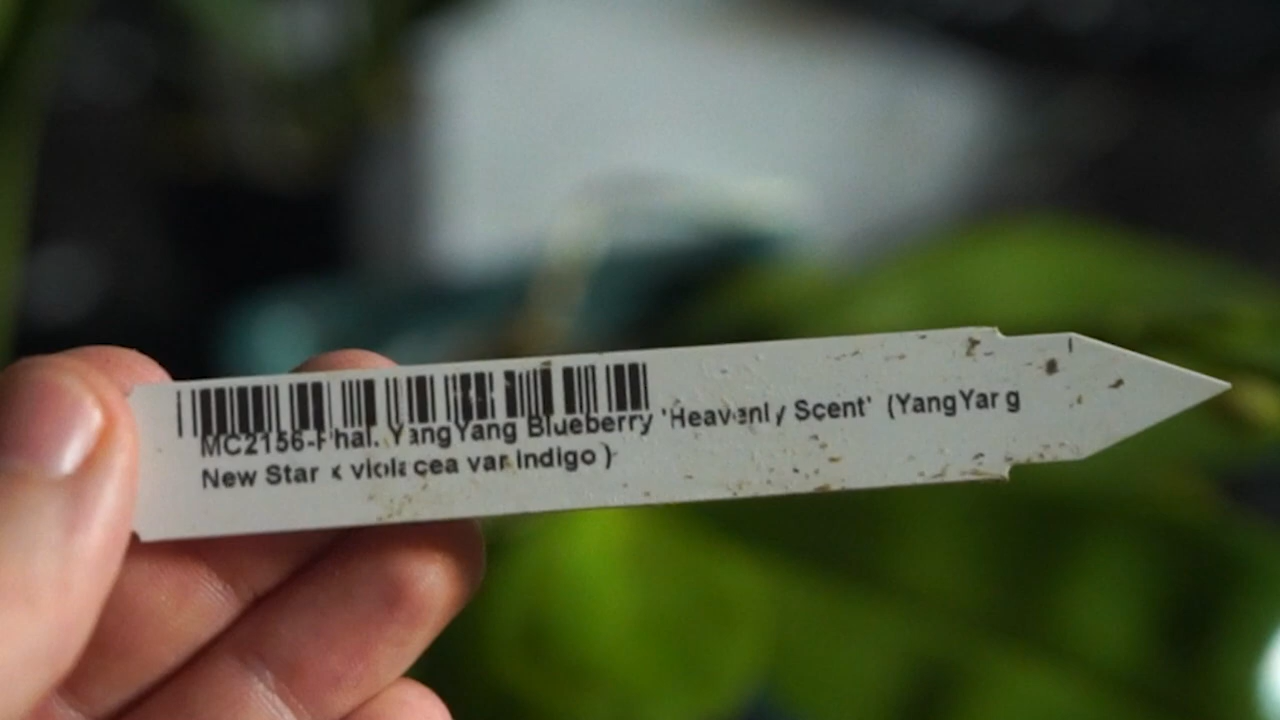 MC2156-Phal. YangYang Blueberry 'Heavenly Scent' (YangYang
New Star x violacea var indigo )